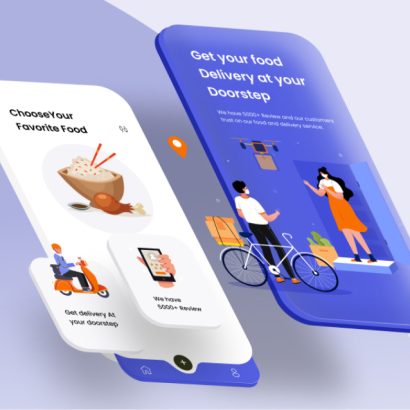 ChooseYour
Favorite Food
Get delivery At
your doorstep
We have
5000+ Review
Get your food
Delivery at your
Doorstep
We have 5000+ Review and our customers
trust on our food and delivery service.